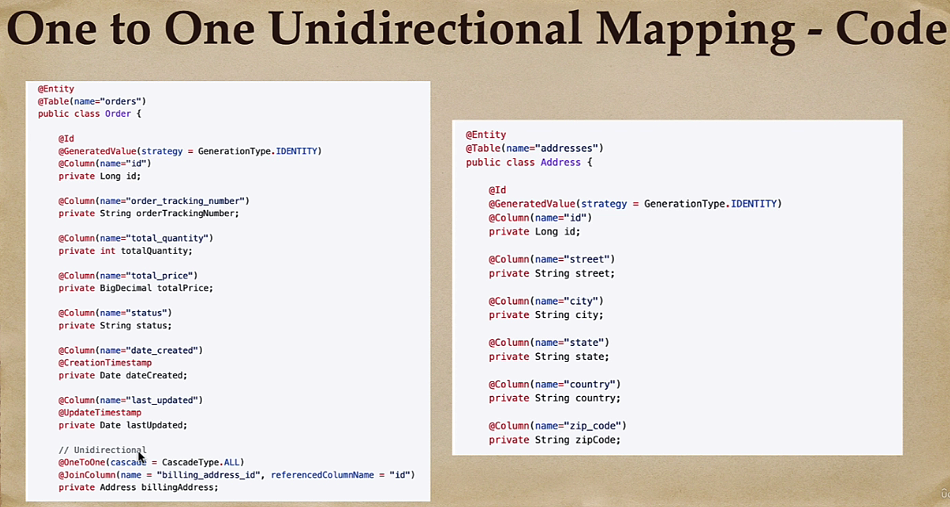 One to One Unidirectional Mapping - Code
@Entity
@Table(name="orders")
public class Order {
@Id
@GeneratedValue(strategy = GenerationType.IDENTITY)
@Column(name="id")
private Long id;
@Column(name="order_tracking_number")
private String orderTrackingNumber;
@Column(name="total_quantity")
private int totalQuantity;
@Column(name="total_price")
private BigDecimal totalPrice;
@Column(name="status")
private String status;
@Column(name="date_created")
@CreationTimestamp
private Date dateCreated;
@Column(name="last_updated")
@UpdateTimestamp
private Date lastUpdated;
// Unidirectional
@OneToOne(cascade = CascadeType.ALL)
@JoinColumn(name = "billing_address_id", referencedColumnName = "id")
private Address billingAddress;
@Entity
@Table(name="addresses")
public class Address {
@Id
@GeneratedValue(strategy = GenerationType.IDENTITY)
@Column(name="id")
private Long id;
@Column(name="street")
private String street;
@Column(name="city")
private String city;
@Column(name="state")
private String state;
@Column(name="country")
private String country;
@Column(name="zip_code")
private String zipCode;